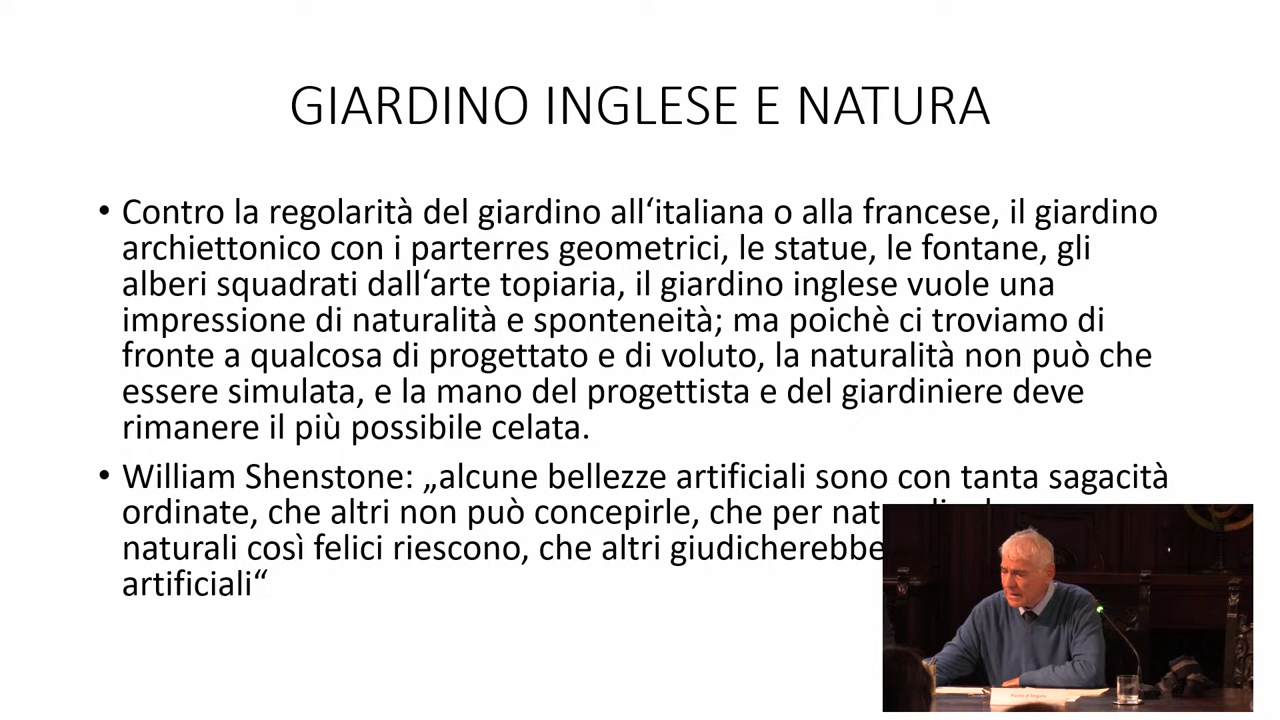 GIARDINO INGLESE E NATURA
• Contro la regolarità del giardino all‘italiana o alla francese, il giardino
archiettonico con i parterres geometrici, le statue, le fontane, gli
alberi squadrati dall‘arte topiaria, il giardino inglese vuole una
impressione di naturalità e sponteneità; ma poichè ci troviamo di
fronte a qualcosa di progettato e di voluto, la naturalità non può che
essere simulata, e la mano del progettista e del giardiniere deve
rimanere il più possibile celata.
• William Shenstone: „alcune bellezze artificiali sono con tanta sagacità
ordinate, che altri non può concepirle, che per
naturali così felici riescono, che altri giudicherebbe
artificiali“